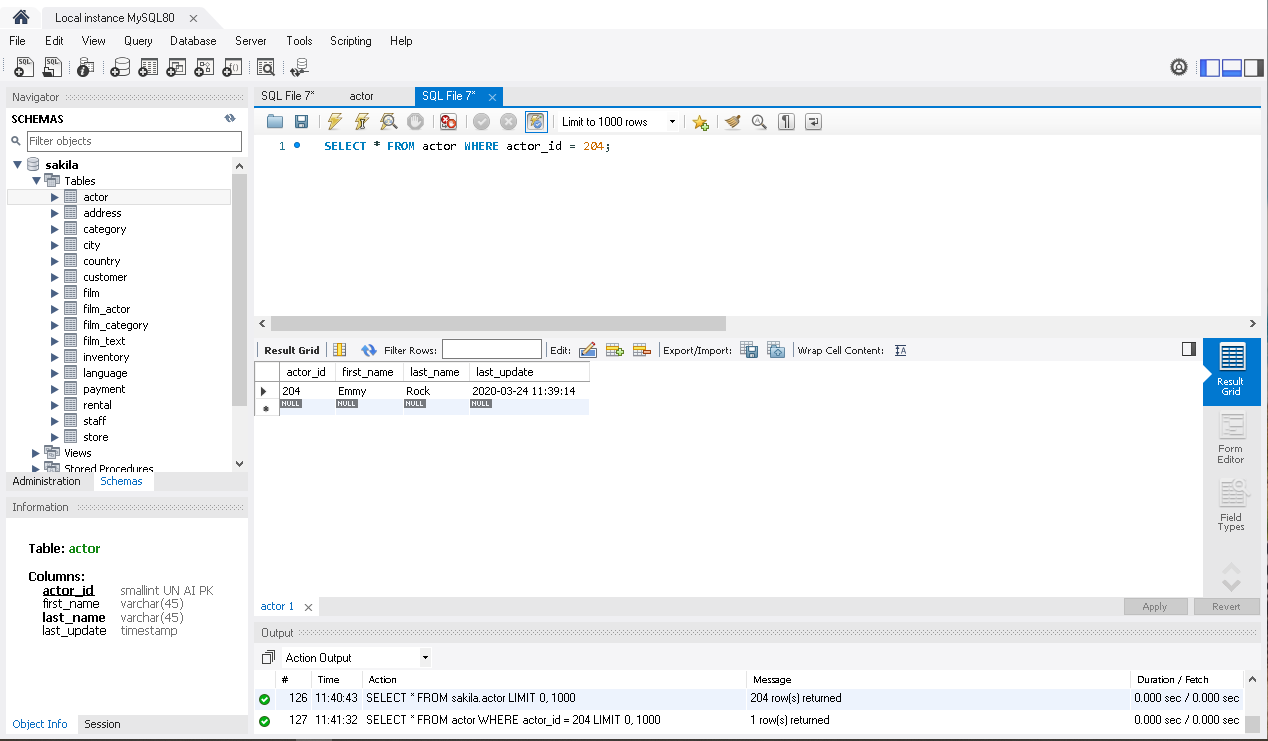 Local instance MySQL80
File Edit View Query Database Server Tools Scripting Help
Navigator
SCHEMAS
Filter objects
sakila
Tables
actor
address
category
city
country
customer
film
film_actor
film_category
film_text
inventory
language
payment
rental
staff
store
Views
Stored Procedures
Administration Schemas
Information
Table: actor
Columns:
actor_id smallint UN AI PK
first_name varchar(45)
last_name varchar(45)
last_update timestamp
Object Info Session
SQL File 7* actor SQL File 7*
Limit to 1000 rows
1 SELECT * FROM actor WHERE actor_id = 204;
Result Grid Filter Rows: Edit: Export/Import: Wrap Cell Content:
actor_id first_name last_name last_update
204 Emmy Rock 2020-03-24 11:39:14
NULL NULL NULL NULL
Result
Grid
Form
Editor
Field
Types
actor 1 Apply Revert
Output
Action Output
# Time Action Message Duration / Fetch
126 11:40:43 SELECT * FROM sakila.actor LIMIT 0, 1000 204 row(s) returned 0.000 sec / 0.000 sec
127 11:41:32 SELECT * FROM actor WHERE actor_id = 204 LIMIT 0, 1000 1 row(s) returned 0.000 sec / 0.000 sec